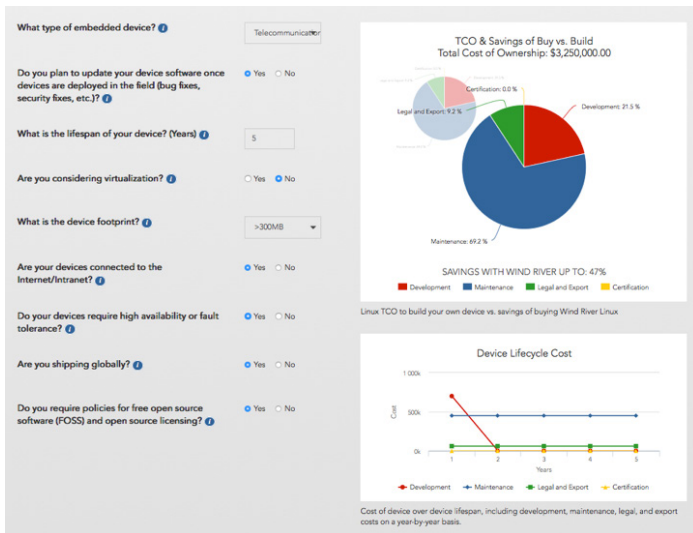 What type of embedded device?
Telecommunication
Do you plan to update your device software once
devices are deployed in the field (bug fixes,
security fixes, etc.)?
Yes No
What is the lifespan of your device? (Years)
5
Are you considering virtualization?
Yes No
What is the device footprint?
>300MB
Are your devices connected to the
Internet/Intranet?
Yes No
Do your devices require high availability or fault
tolerance?
Yes No
Are you shipping globally?
Yes No
Do you require policies for free open source
software (FOSS) and open source licensing?
Yes No
TCO & Savings of Buy vs. Build
Total Cost of Ownership: $3,250,000.00
Certification: 0.0 %
Legal and Export: 9.2 %
Development: 21.5 %
Maintenance: 69.2 %
SAVINGS WITH WIND RIVER UP TO: 47%
Development Maintenance Legal and Export Certification
Linux TCO to build your own device vs. savings of buying Wind River Linux
Device Lifecycle Cost
1 000k
500k
0k
Cost
1 2 3 4 5
Years
Development Maintenance Legal and Export Certification
Cost of device over device lifespan, including development, maintenance, legal, and export
costs on a year-by-year basis.